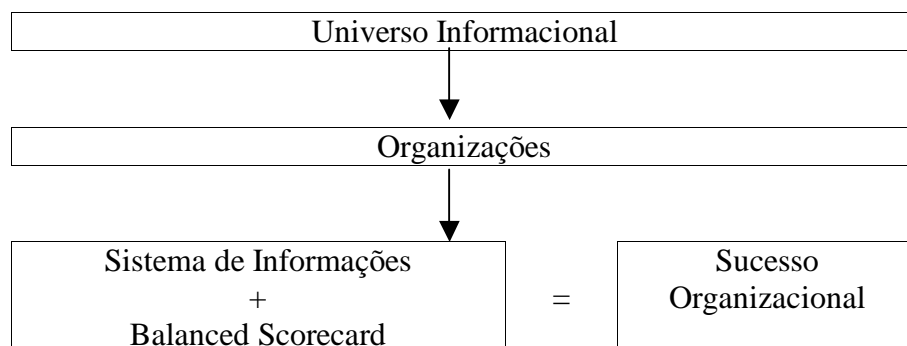 Universo Informacional
Organizações
Sistema de Informações
+
Balanced Scorecard
=
Sucesso
Organizacional